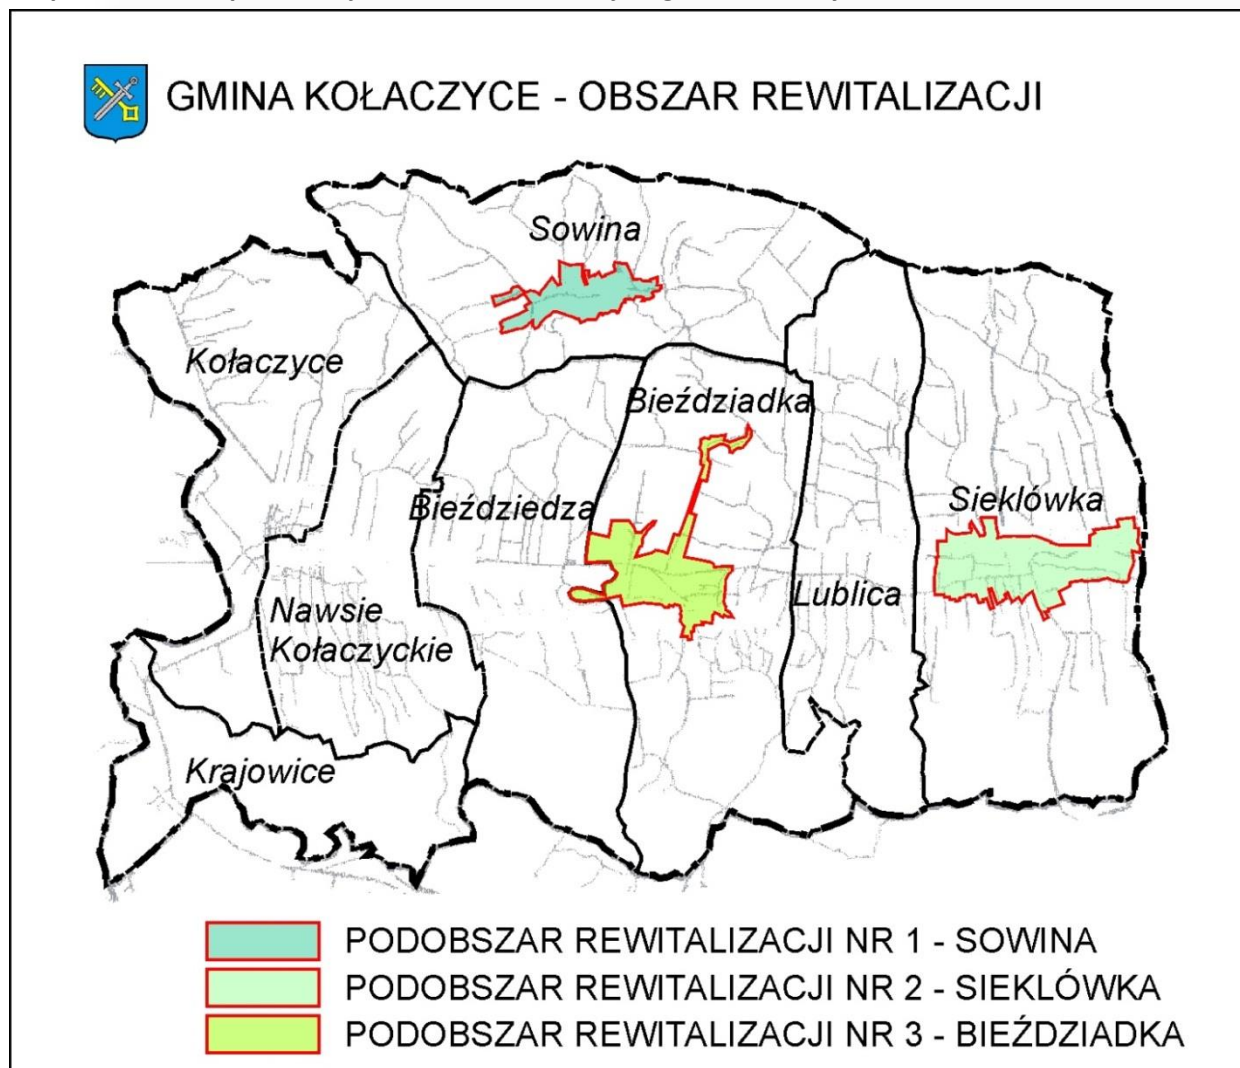 GMINA KOŁACZYCE - OBSZAR REWITALIZACJI
Sowina
Kołaczyce
Bieździadka
Bieździedza
Sieklówka
Lublica
Nawsie
Kołaczyckie
Krajowice
PODOBSZAR REWITALIZACJI NR 1 - SOWINA
PODOBSZAR REWITALIZACJI NR 2 - SIEKLÓWKA
PODOBSZAR REWITALIZACJI NR 3 - BIEŹDZIADKA